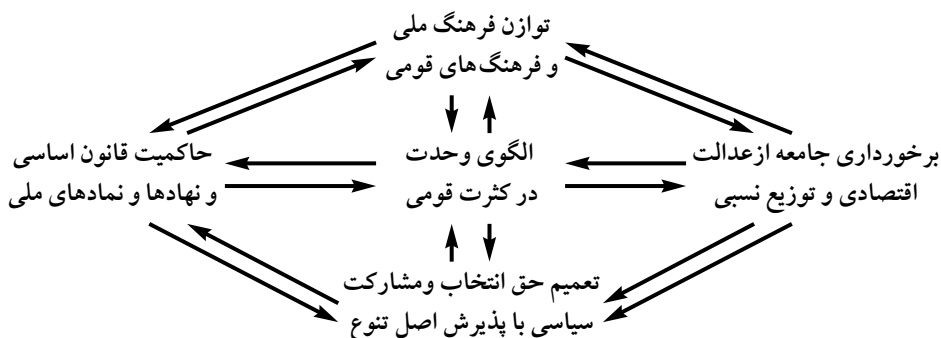 توازن فرهنگ ملی
و فرهنگ‌های قومی
برخورداری جامعه ازعدالت
اقتصادی و توزیع نسبی
الگوی وحدت
در کثرت قومی
حاکمیت قانون اساسی
و نهادها و نمادهای ملی
تعمیم حق انتخاب ومشارکت
سیاسی با پذیرش اصل تنوع